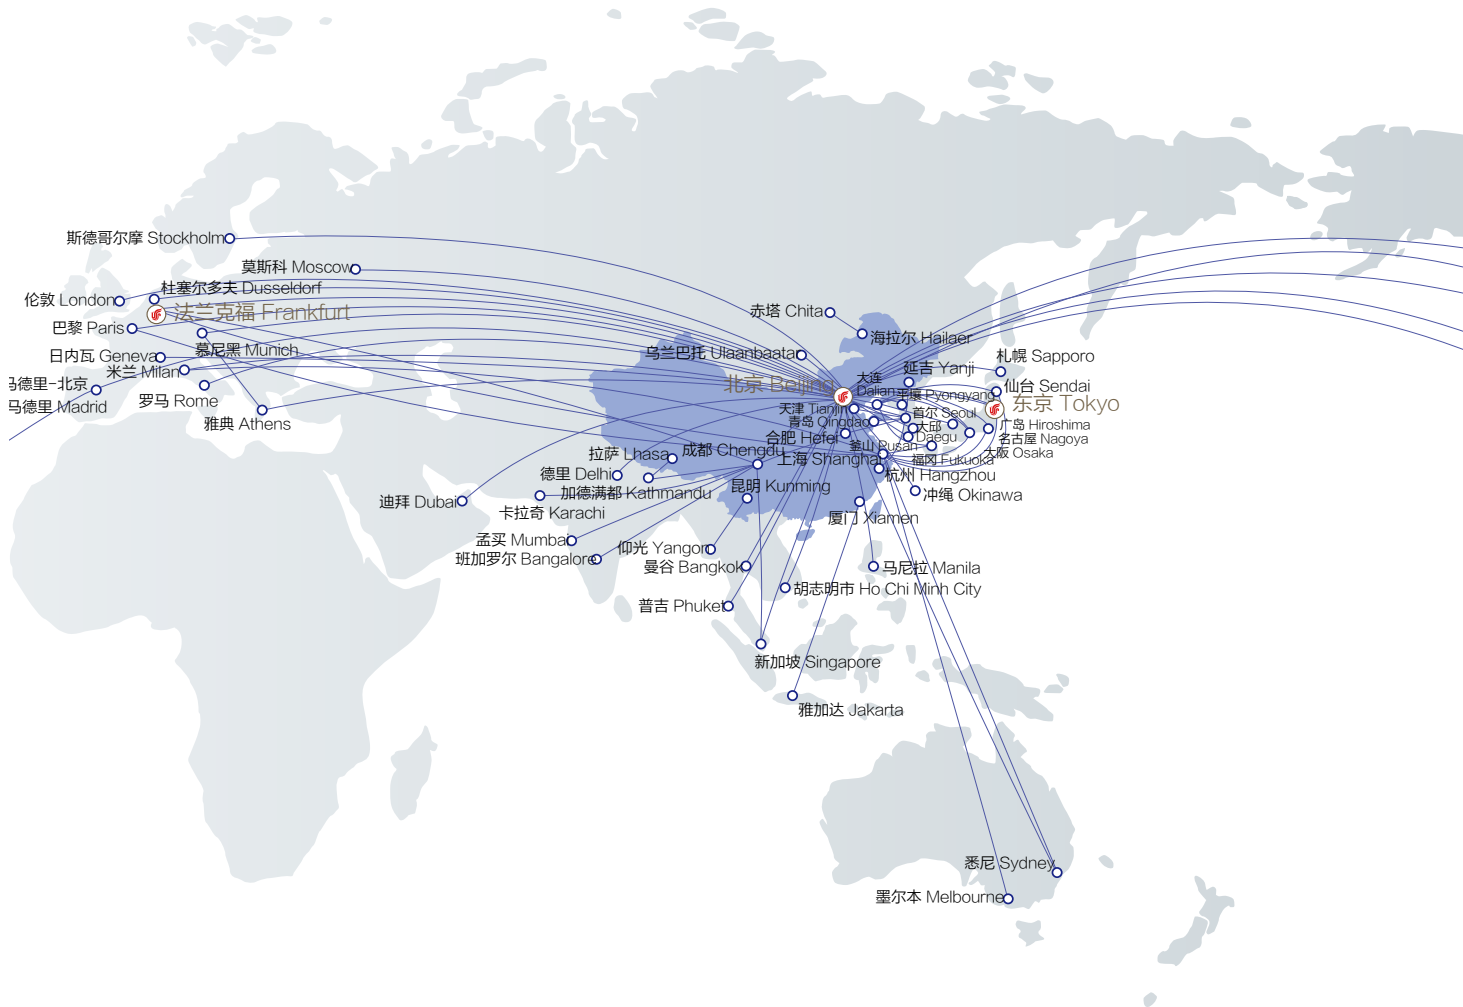 斯德哥尔摩 Stockholm
莫斯科 Moscow
杜塞尔多夫 Dusseldorf
伦敦 London
法兰克福 Frankfurt
巴黎 Paris
慕尼黑 Munich
日内瓦 Geneva
米兰 Milan
马德里-北京
马德里 Madrid
罗马 Rome
雅典 Athens
赤塔 Chita
海拉尔 Hailaer
乌兰巴托 Ulaanbaatar
延吉 Yanji
札幌 Sapporo
北京 Beijing
大连
Dalian
平壤 Pyongyang
仙台 Sendai
东京 Tokyo
天津 Tianjin
首尔 Seoul
青岛 Qingdao
大邱
Daegu
广岛 Hiroshima
合肥 Hefei
釜山 Pusan
名古屋 Nagoya
大阪 Osaka
拉萨 Lhasa
成都 Chengdu
上海 Shanghai
福冈 Fukuoka
德里 Delhi
杭州 Hangzhou
加德满都 Kathmandu
昆明 Kunming
冲绳 Okinawa
迪拜 Dubai
卡拉奇 Karachi
厦门 Xiamen
孟买 Mumbai
仰光 Yangon
班加罗尔 Bangalore
曼谷 Bangkok
马尼拉 Manila
胡志明市 Ho Chi Minh City
普吉 Phuket
新加坡 Singapore
雅加达 Jakarta
悉尼 Sydney
墨尔本 Melbourne